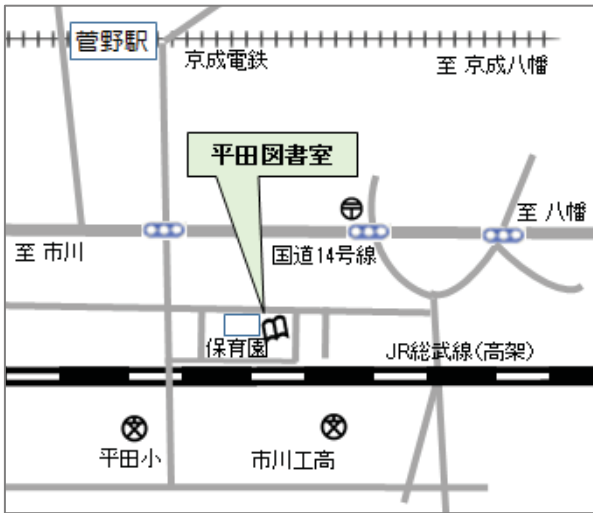 菅野駅
京成電鉄
至 京成八幡
平田図書室
至 八幡
至 市川
国道14号線
保育園
JR総武線(高架)
平田小
市川工高